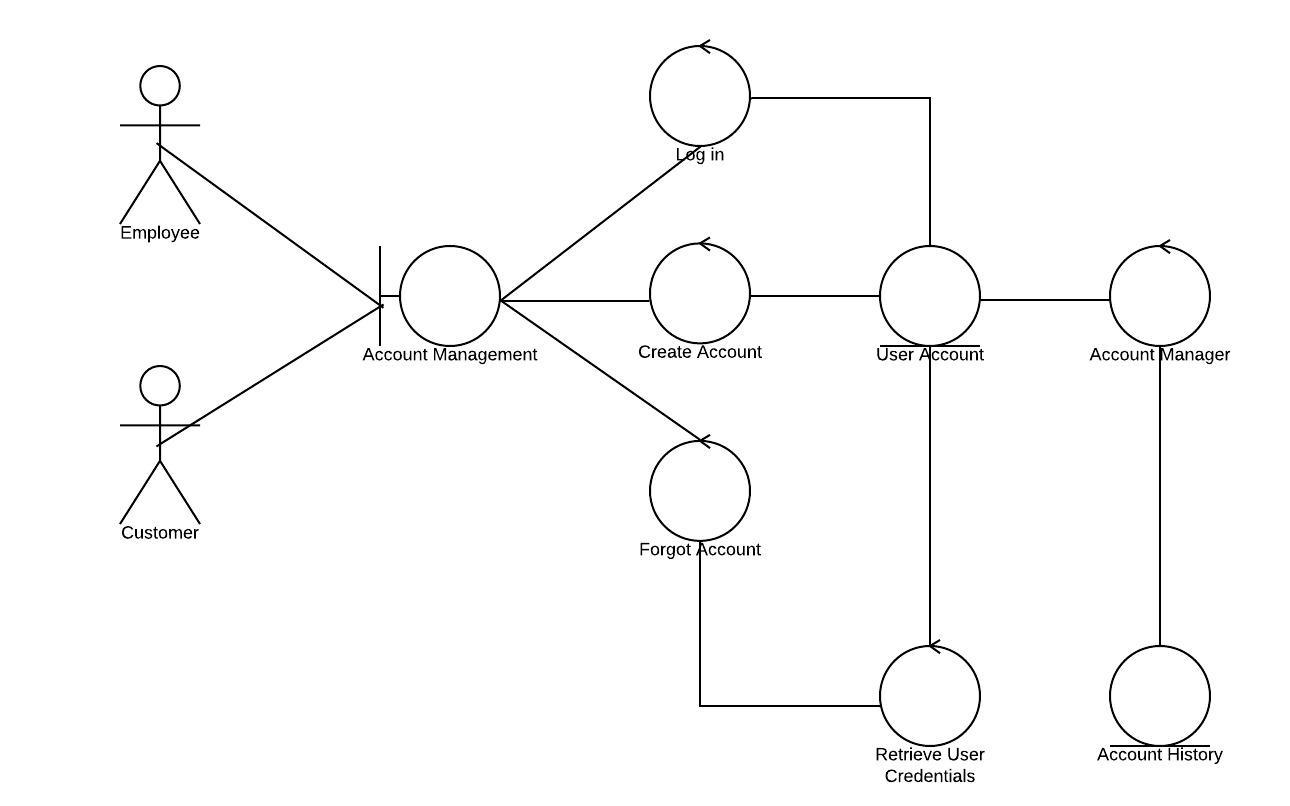 Log in
Employee
Account Management
Create Account
User Account
Account Manager
Customer
Forgot Account
Retrieve User
Credentials
Account History